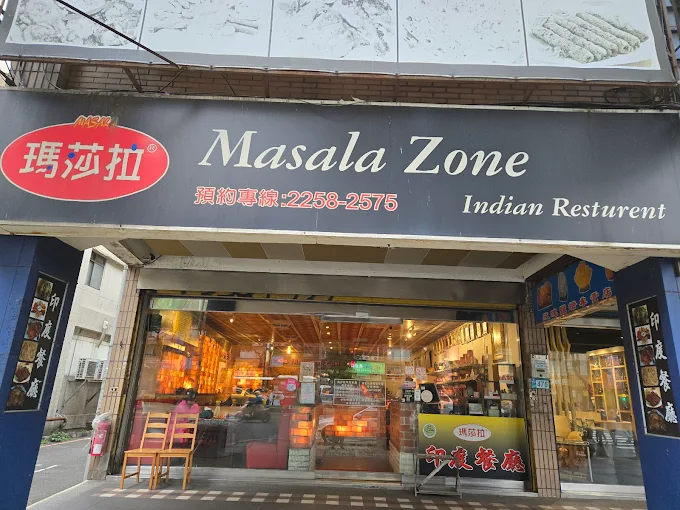 MASALA
瑪莎拉®
Masala Zone
預約專線:2258-2575
Indian Resturent
印度餐廳
印度餐廳
瑪莎拉
印度餐廳